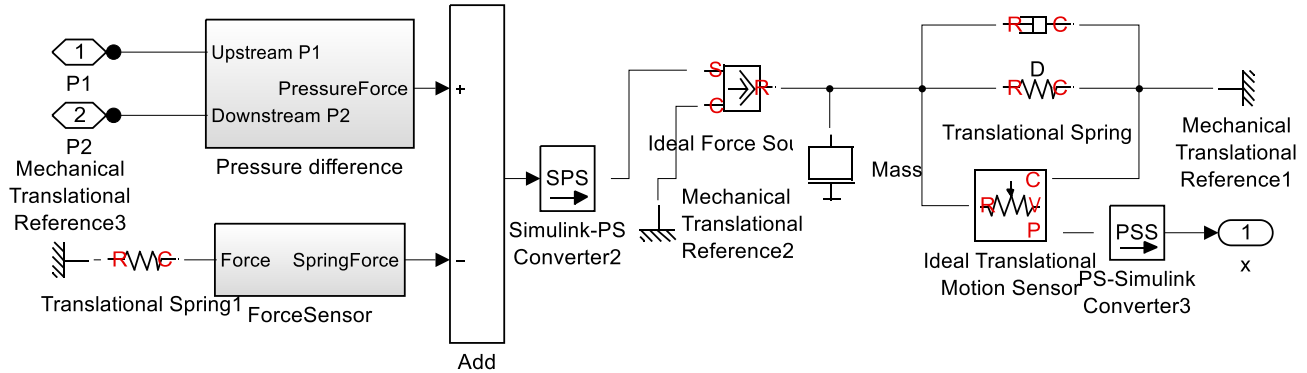 1
P1
2
P2
Upstream P1
PressureForce
Downstream P2
Pressure difference
Mechanical
Translational
Reference3
R C
Translational Spring1
Force SpringForce
ForceSensor
+
−
Add
SPS
Simulink-PS
Converter2
S
R
C
Ideal Force Sou
Mechanical
Translational
Reference2
Mass
R C
D
R C
Translational Spring
Mechanical
Translational
Reference1
C
R V
P
Ideal Translational
Motion Sensor
PSS
PS-Simulink
Converter3
1
x